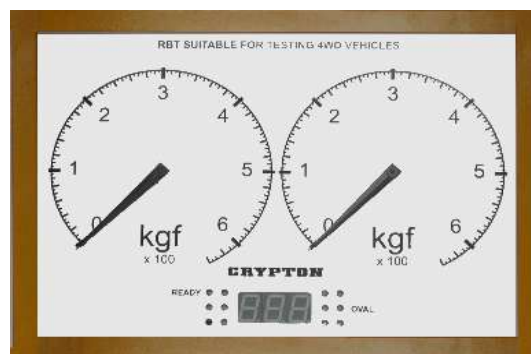 RBT SUITABLE FOR TESTING 4WD VEHICLES
3 3
2 4 2 4
1 5 1 5
0 6 0 6
kgf kgf
x 100 x 100
CRYPTON
READY
OVAL